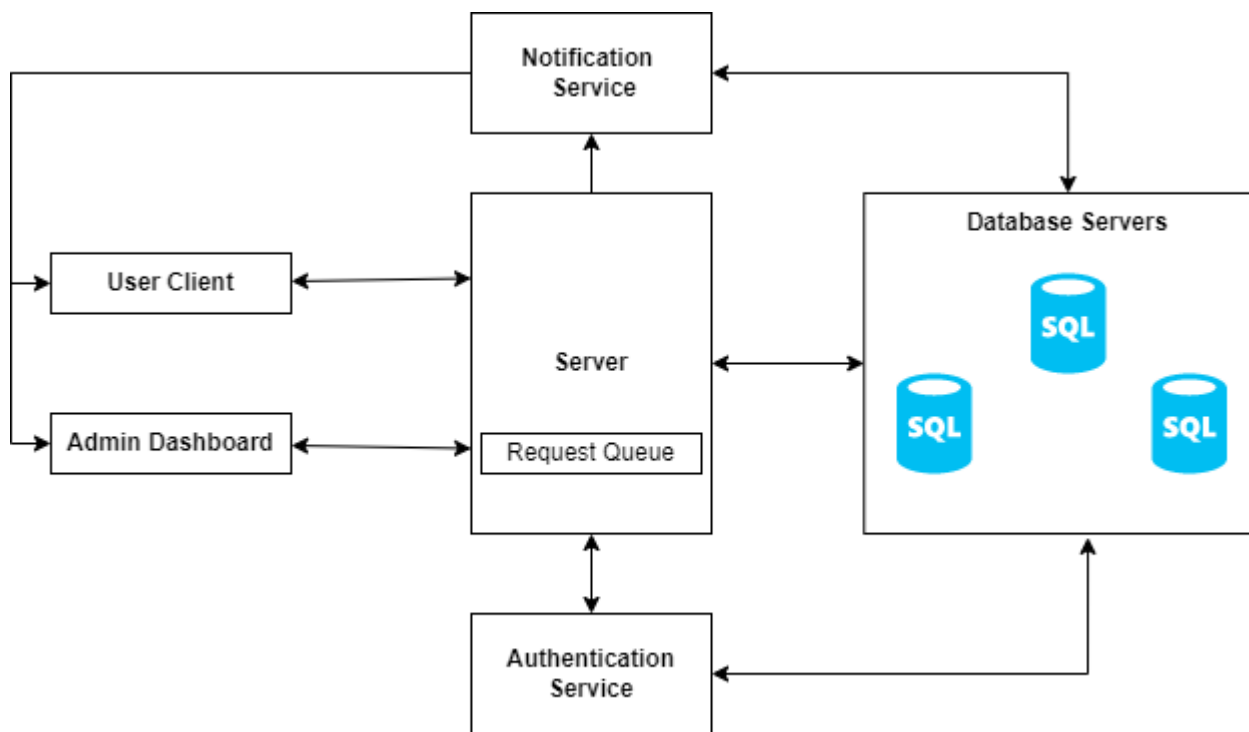 Notification
Service
Database Servers
User Client
SQL
Server
SQL
SQL
Admin Dashboard
Request Queue
Authentication
Service